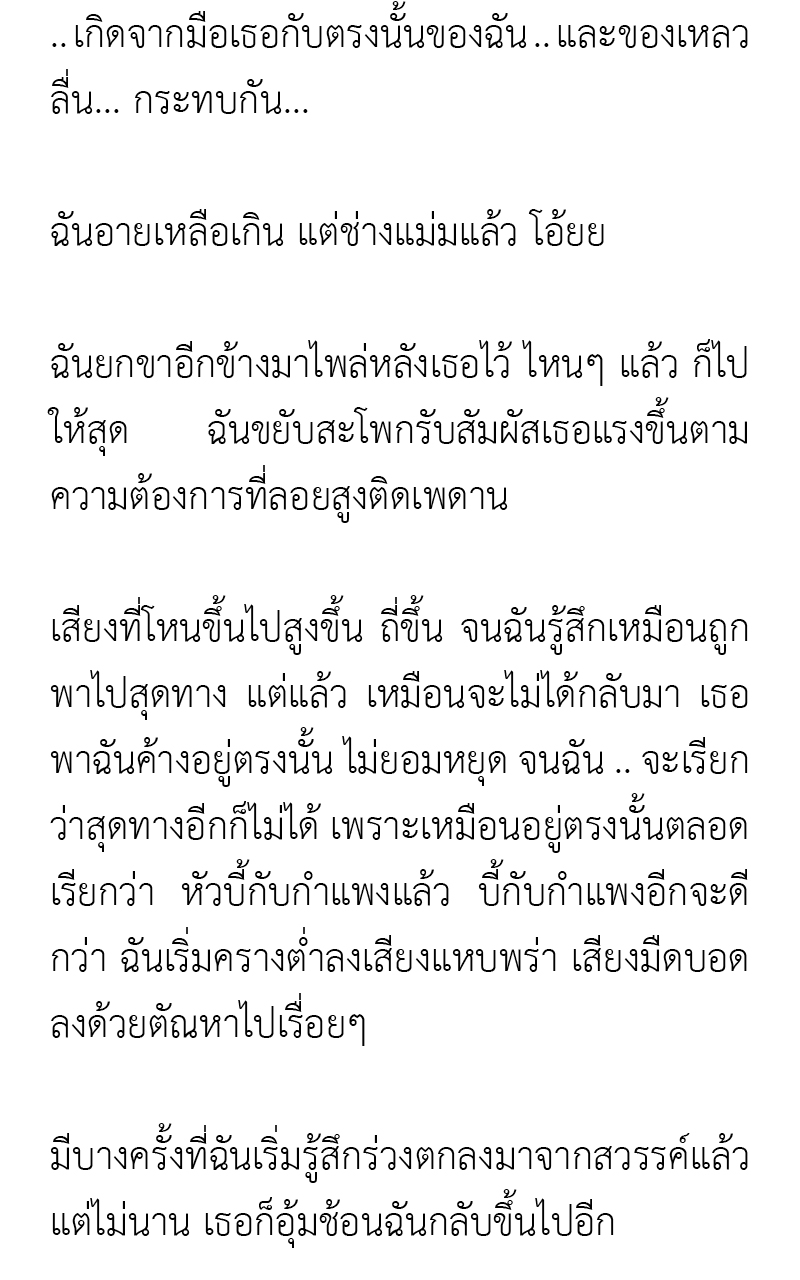 ..เกิดจากมือเธอกับตรงนั้นของฉัน..และของเหลว
ลื่น... กระทบกัน...
ฉันอายเหลือเกิน แต่ช่างแม่มแล้ว โอ้ยย
ฉันยกขาอีกข้างมาไพล่หลังเธอไว้ ไหนๆ แล้ว ก็ไป
ให้สุด ฉันขยับสะโพกรับสัมผัสเธอแรงขึ้นตาม
ความต้องการที่ลอยสูงติดเพดาน
เสียงที่โหนขึ้นไปสูงขึ้น ถี่ขึ้น จนฉันรู้สึกเหมือนถูก
พาไปสุดทาง แต่แล้ว เหมือนจะไม่ได้กลับมา เธอ
พาฉันค้างอยู่ตรงนั้น ไม่ยอมหยุด จนฉัน .. จะเรียก
ว่าสุดทางอีกก็ไม่ได้ เพราะเหมือนอยู่ตรงนั้นตลอด
เรียกว่า หัวบี้กับกำแพงแล้ว บี้กับกำแพงอีกจะดี
กว่า ฉันเริ่มครางต่ำลงเสียงแหบพร่า เสียงมืดบอด
ลงด้วยตัณหาไปเรื่อยๆ
มีบางครั้งที่ฉันเริ่มรู้สึกร่วงตกลงมาจากสวรรค์แล้ว
แต่ไม่นาน เธอก็อุ้มช้อนฉันกลับขึ้นไปอีก